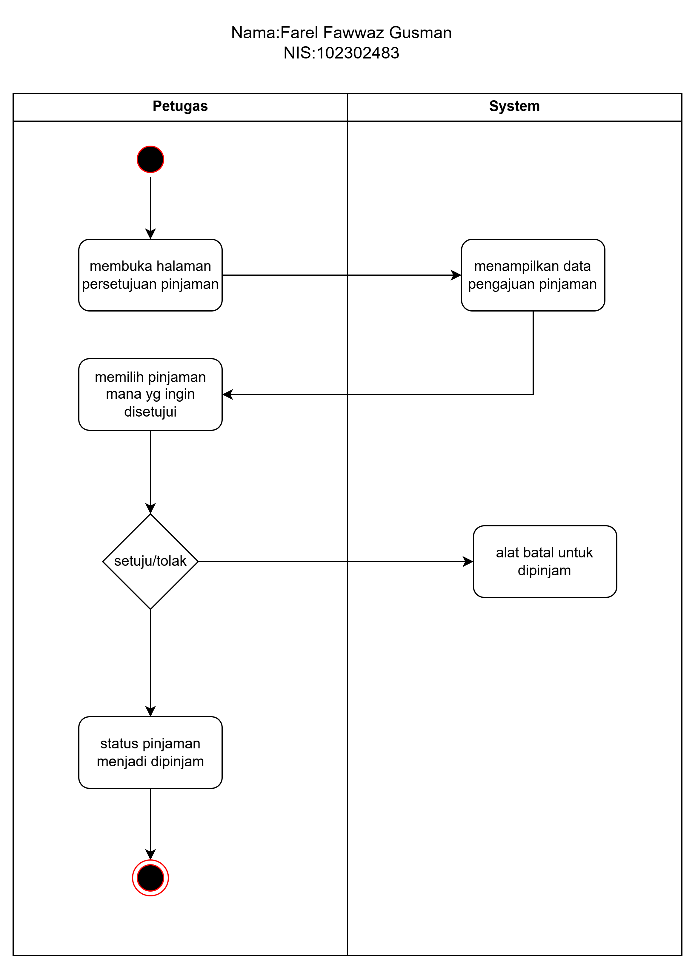 Nama:Farel Fawwaz Gusman
NIS:102302483
Petugas
System
membuka halaman
persetujuan pinjaman
menampilkan data
pengajuan pinjaman
memilih pinjaman
mana yg ingin
disetujui
setuju/tolak
alat batal untuk
dipinjam
status pinjaman
menjadi dipinjam